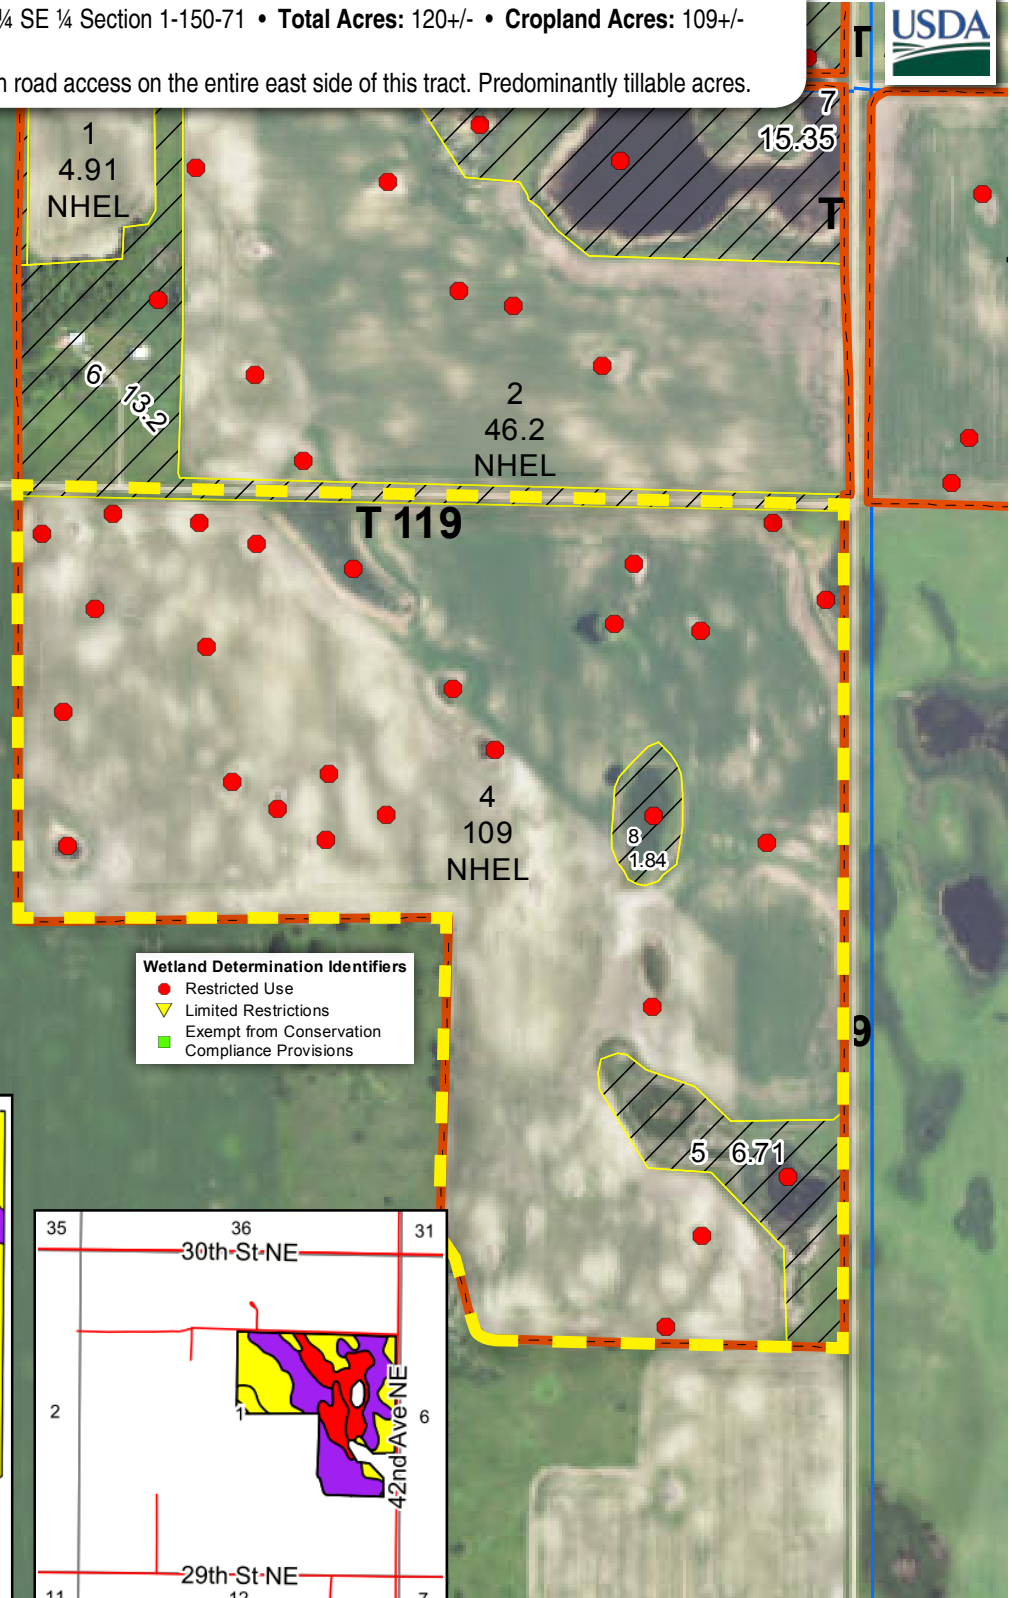 ¼ SE ¼ Section 1-150-71 • Total Acres: 120+/- • Cropland Acres: 109+/-
road access on the entire east side of this tract. Predominantly tillable acres.
USDA
T
7
15.35
T
1
4.91
NHEL
6
13.2
2
46.2
NHEL
T 119
4
109
NHEL
8
1.84
9
5 6.71
Wetland Determination Identifiers
Restricted Use
Limited Restrictions
Exempt from Conservation
Compliance Provisions
35
36
31
30th St NE
2
1
6
42nd Ave NE
29th St NE